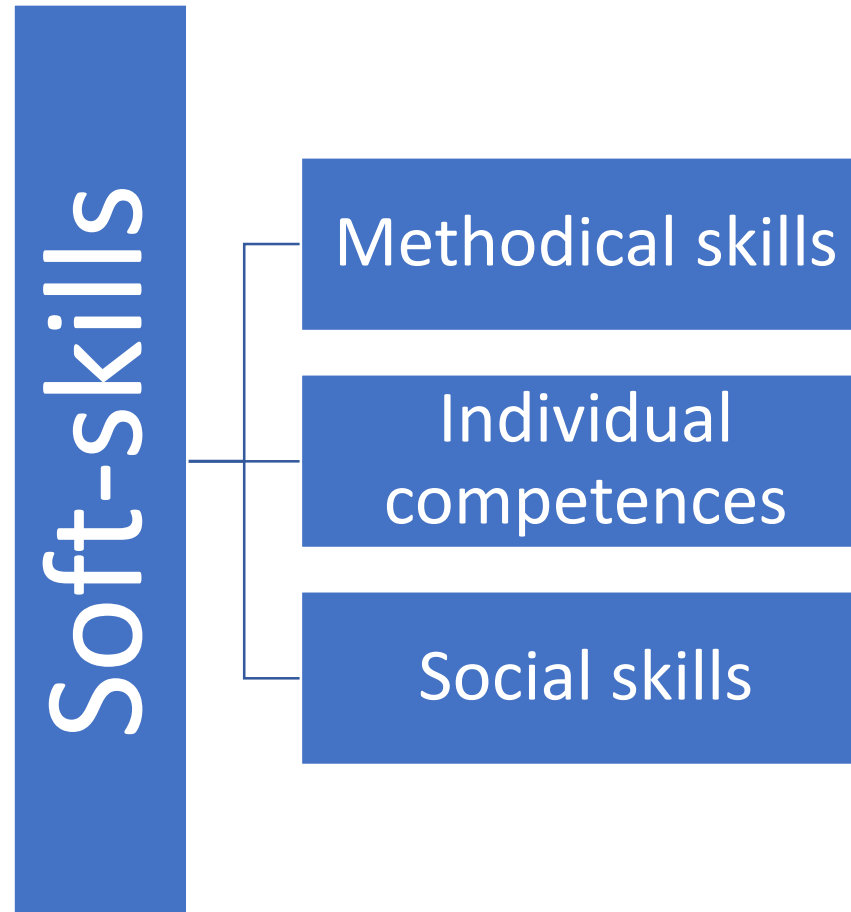 Soft-skills
Methodical skills
Individual
competences
Social skills